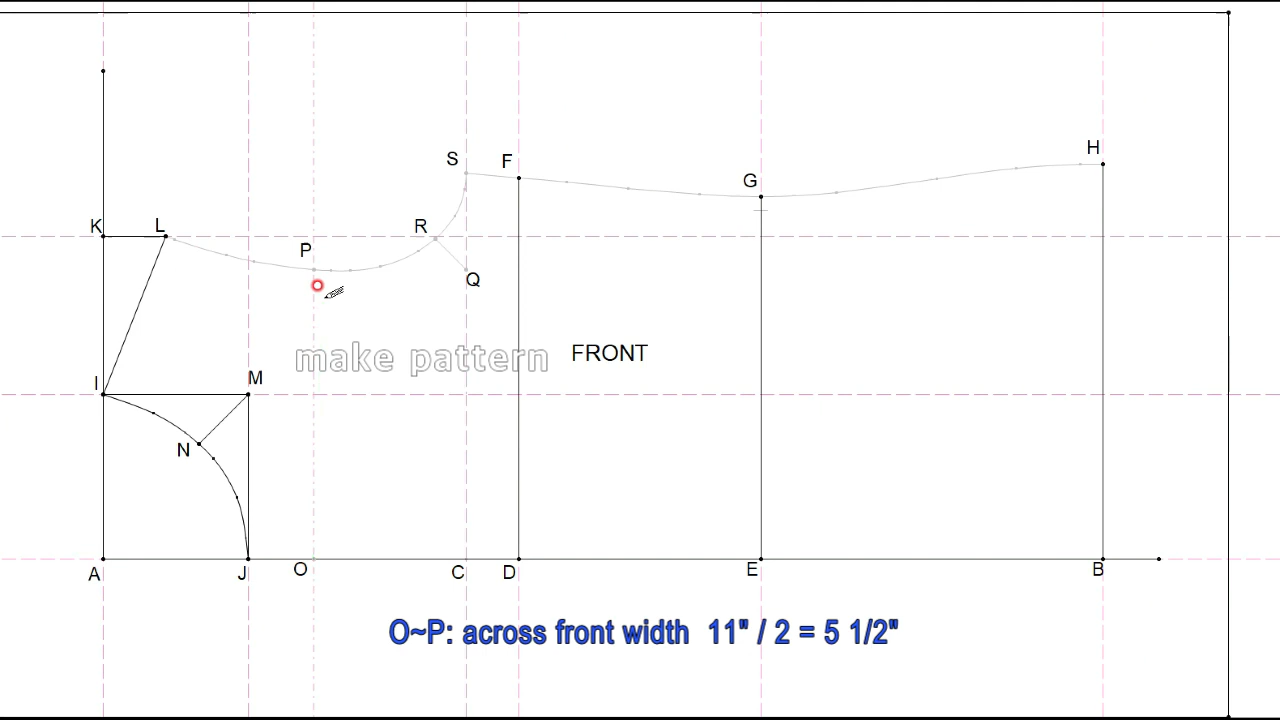 H
S F
G
K L R
P
Q
make pattern FRONT
I M
N
A J O C D E B
O~P: across front width 11" / 2 = 5 1/2"